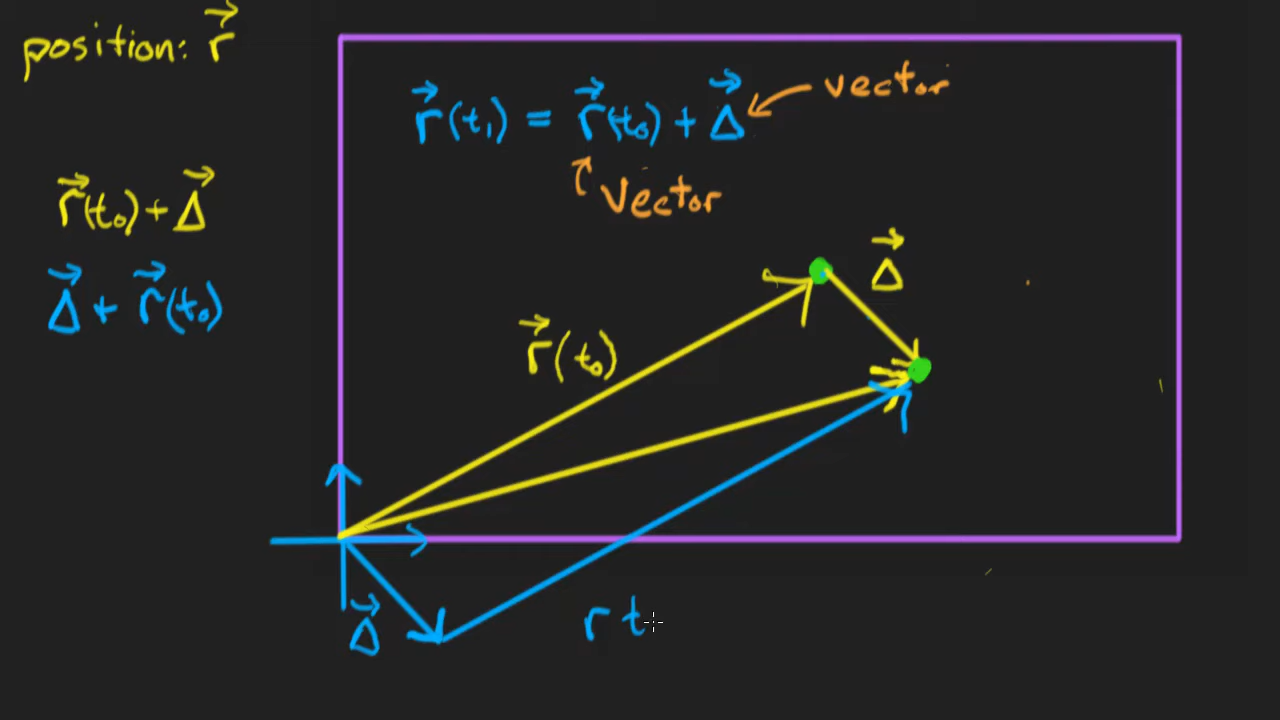 position: r⃗
r⃗(t₁) = r⃗(t₀) + Δ⃗
vector
vector
r⃗(t₀) + Δ⃗
Δ⃗ + r⃗(t₀)
Δ⃗
r⃗(t₀)
Δ⃗
r t